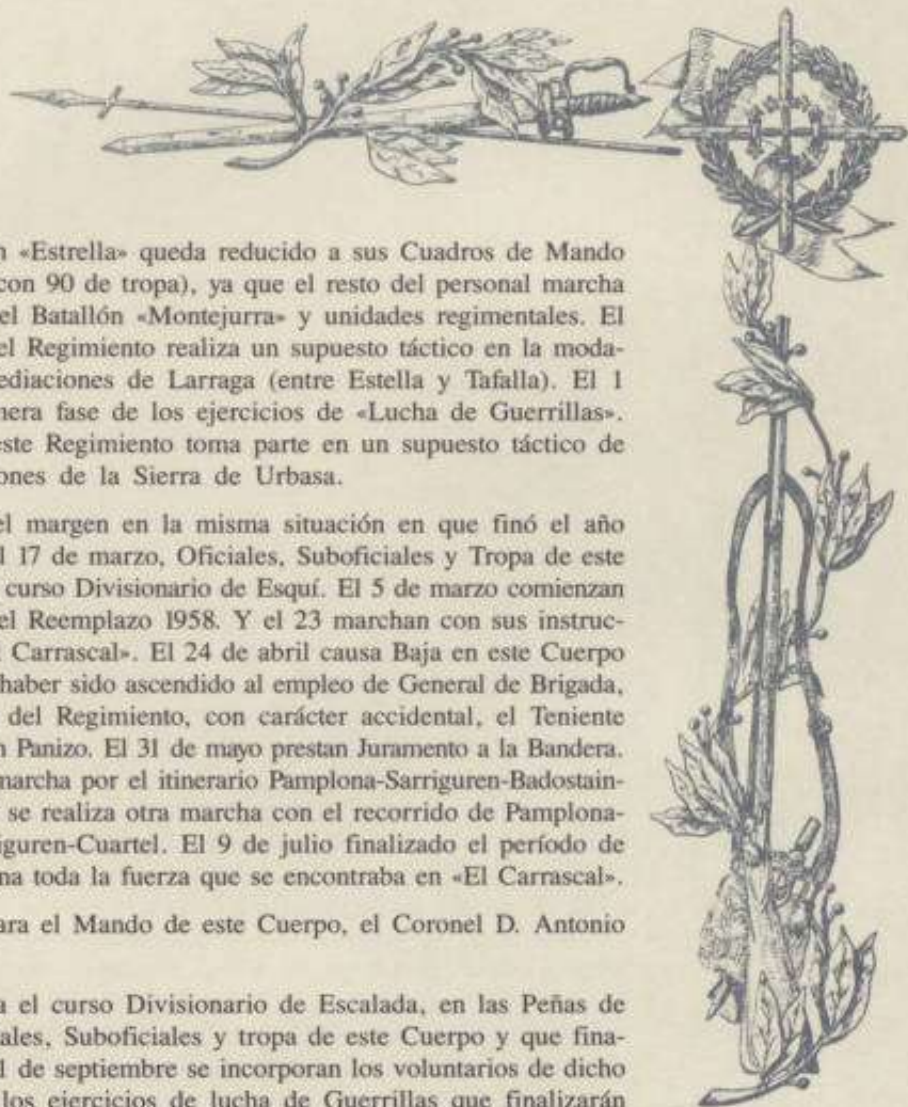 n «Estrella» queda reducido a sus Cuadros de Mando
con 90 de tropa), ya que el resto del personal marcha
el Batallón «Montejurra» y unidades regimentales. El
el Regimiento realiza un supuesto táctico en la moda-
ediaciones de Larraga (entre Estella y Tafalla). El 1
nera fase de los ejercicios de «Lucha de Guerrillas».
este Regimiento toma parte en un supuesto táctico de
ones de la Sierra de Urbasa.
el margen en la misma situación en que finó el año
l 17 de marzo, Oficiales, Suboficiales y Tropa de este
curso Divisionario de Esquí. El 5 de marzo comienzan
el Reemplazo 1958. Y el 23 marchan con sus instruc-
Carrascal». El 24 de abril causa Baja en este Cuerpo
haber sido ascendido al empleo de General de Brigada,
del Regimiento, con carácter accidental, el Teniente
n Panizo. El 31 de mayo prestan Juramento a la Bandera.
marcha por el itinerario Pamplona-Sarriguren-Badostain-
se realiza otra marcha con el recorrido de Pamplona-
iguren-Cuartel. El 9 de julio finalizado el período de
na toda la fuerza que se encontraba en «El Carrascal».
ara el Mando de este Cuerpo, el Coronel D. Antonio
a el curso Divisionario de Escalada, en las Peñas de
ales, Suboficiales y tropa de este Cuerpo y que fina-
1 de septiembre se incorporan los voluntarios de dicho
los ejercicios de lucha de Guerrillas que finalizarán